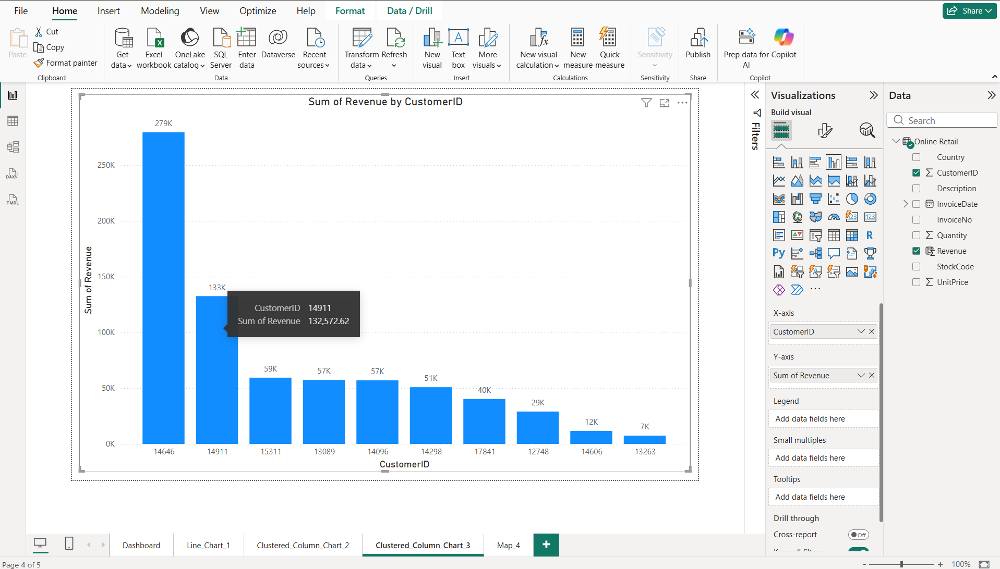 File Home Insert Modeling View Optimize Help Format Data / Drill Share
Paste Cut Copy Format painter
Clipboard
Get data Excel workbook OneLake catalog SQL Server Enter data Dataverse Recent sources
Data
Transform data Refresh
Queries
New visual Text box More visuals
Insert
New visual calculation New measure Quick measure
Calculations
Sensitivity
Sensitivity
Publish
Share
Prep data for AI Copilot
Copilot
DAX
TMDL
Sum of Revenue by CustomerID
Sum of Revenue
250K
200K
150K
100K
50K
0K
279K
133K
59K
57K
57K
51K
40K
29K
12K
7K
CustomerID 14911
Sum of Revenue 132,572.62
14646 14911 15311 13089 14096 14298 17841 12748 14606 13263
CustomerID
Filters
Visualizations
Build visual
123
123
R
Py
X-axis
CustomerID
Y-axis
Sum of Revenue
Legend
Add data fields here
Small multiples
Add data fields here
Tooltips
Add data fields here
Drill through
Cross-report Off
Data
Search
Online Retail
Country
CustomerID
Description
InvoiceDate
InvoiceNo
Quantity
Revenue
StockCode
UnitPrice
Dashboard Line_Chart_1 Clustered_Column_Chart_2 Clustered_Column_Chart_3 Map_4 +
Page 4 of 5
- + 100%